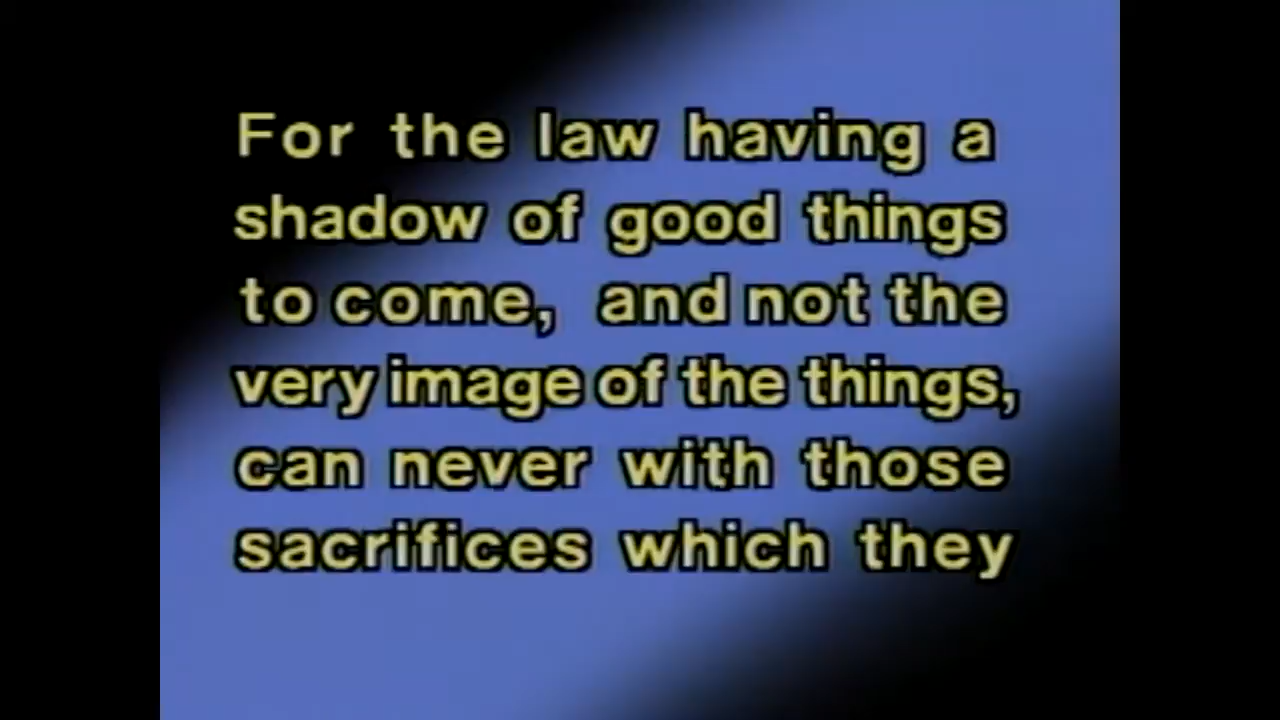 For the law having a
shadow of good things
to come, and not the
very image of the things,
can never with those
sacrifices which they